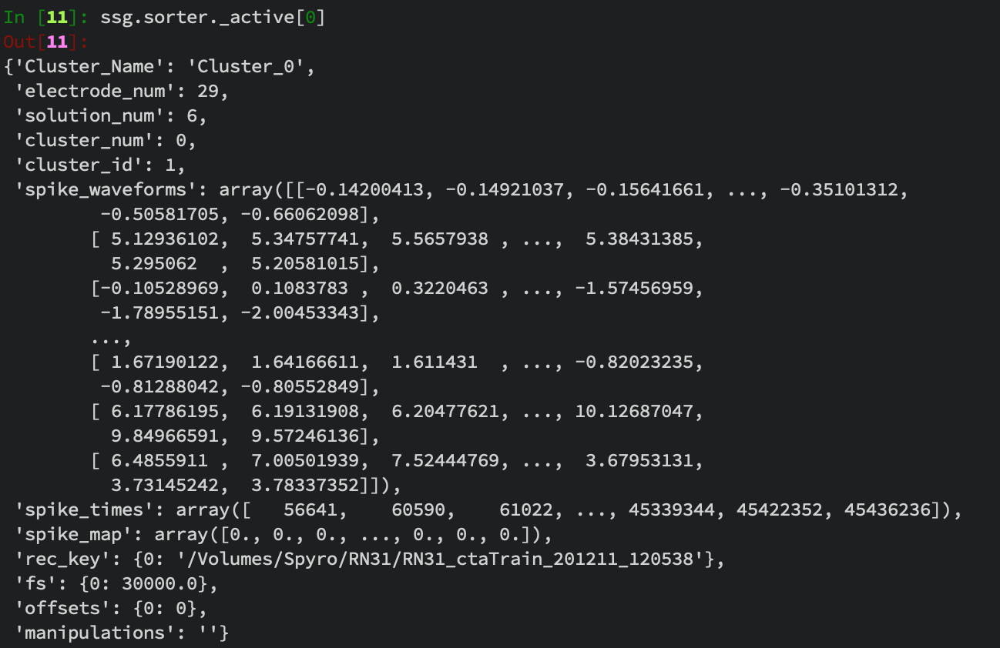 In [11]: ssg.sorter._active[0]
Out[11]:
{'Cluster_Name': 'Cluster_0',
 'electrode_num': 29,
 'solution_num': 6,
 'cluster_num': 0,
 'cluster_id': 1,
 'spike_waveforms': array([[-0.14200413, -0.14921037, -0.15641661, ..., -0.35101312,
         -0.50581705, -0.66062098],
        [ 5.12936102,  5.34757741,  5.5657938 , ...,  5.38431385,
          5.295062  ,  5.20581015],
        [-0.10528969,  0.1083783 ,  0.3220463 , ..., -1.57456959,
         -1.78955151, -2.00453343],
        ...,
        [ 1.67190122,  1.64166611,  1.611431  , ..., -0.82023235,
         -0.81288042, -0.80552849],
        [ 6.17786195,  6.19131908,  6.20477621, ..., 10.12687047,
          9.84966591,  9.57246136],
        [ 6.4855911 ,  7.00501939,  7.52444769, ...,  3.67953131,
          3.73145242,  3.78337352]]),
 'spike_times': array([   56641,    60590,    61022, ..., 45339344, 45422352, 45436236]),
 'spike_map': array([0., 0., 0., ..., 0., 0., 0.]),
 'rec_key': {0: '/Volumes/Spyro/RN31/RN31_ctaTrain_201211_120538'},
 'fs': {0: 30000.0},
 'offsets': {0: 0},
 'manipulations': ''}